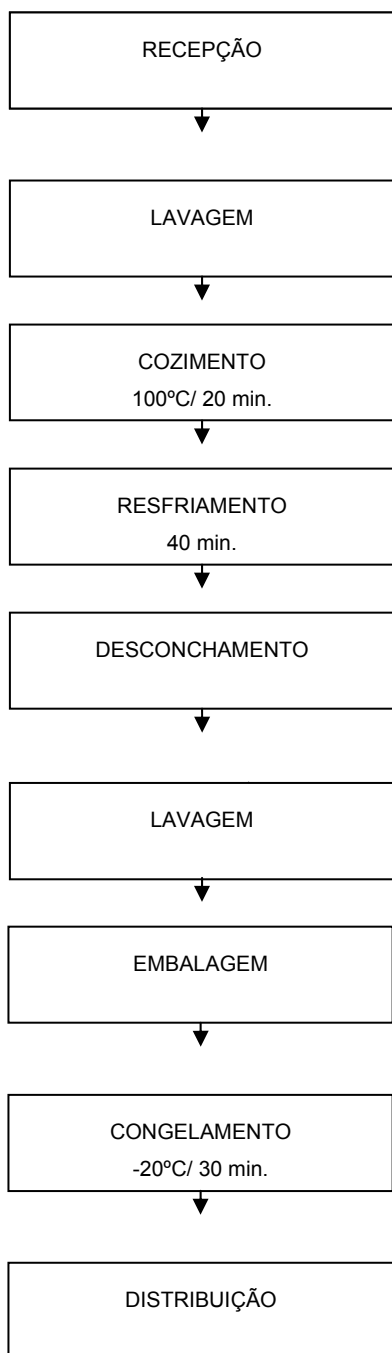 RECEPÇÃO
LAVAGEM
COZIMENTO
100ºC/ 20 min.
RESFRIAMENTO
40 min.
DESCONCHAMENTO
LAVAGEM
EMBALAGEM
CONGELAMENTO
-20ºC/ 30 min.
DISTRIBUIÇÃO